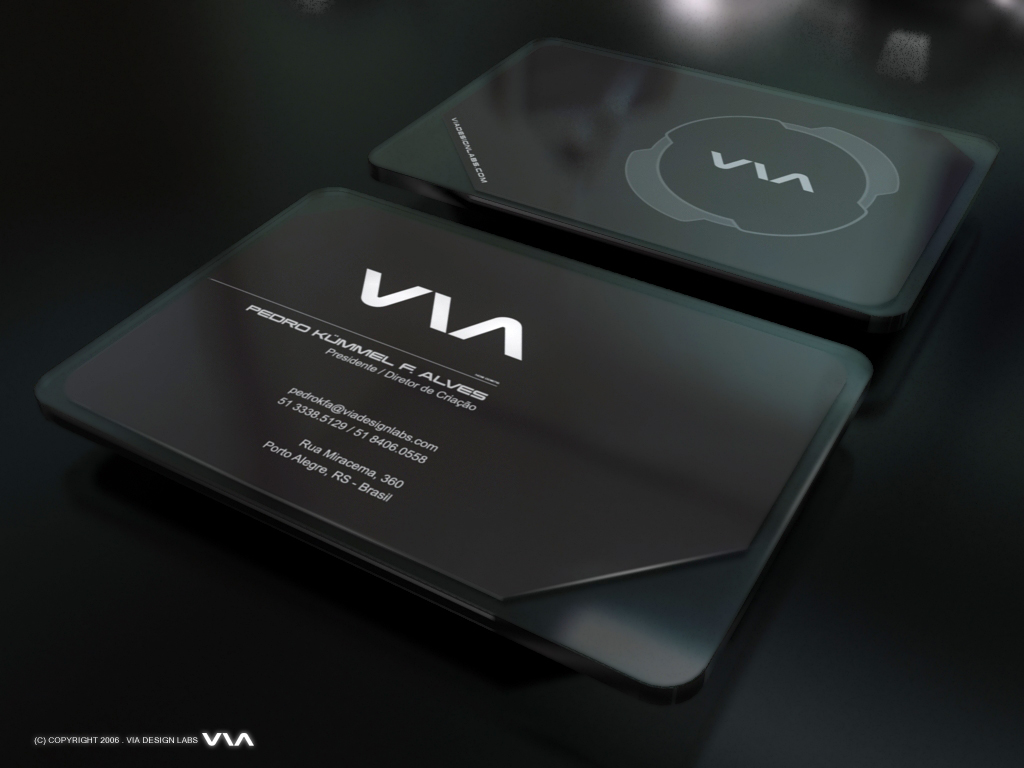 VIADESIGNLABS.COM
VIA
VIA
PEDRO KÜMMEL F. ALVES
Presidente / Diretor de Criação
pedrokfa@viadesignlabs.com
51 3338.5129 / 51 8406.0558
Rua Miracema, 360
Porto Alegre, RS - Brasil
(C) COPYRIGHT 2006 . VIA DESIGN LABS VIA